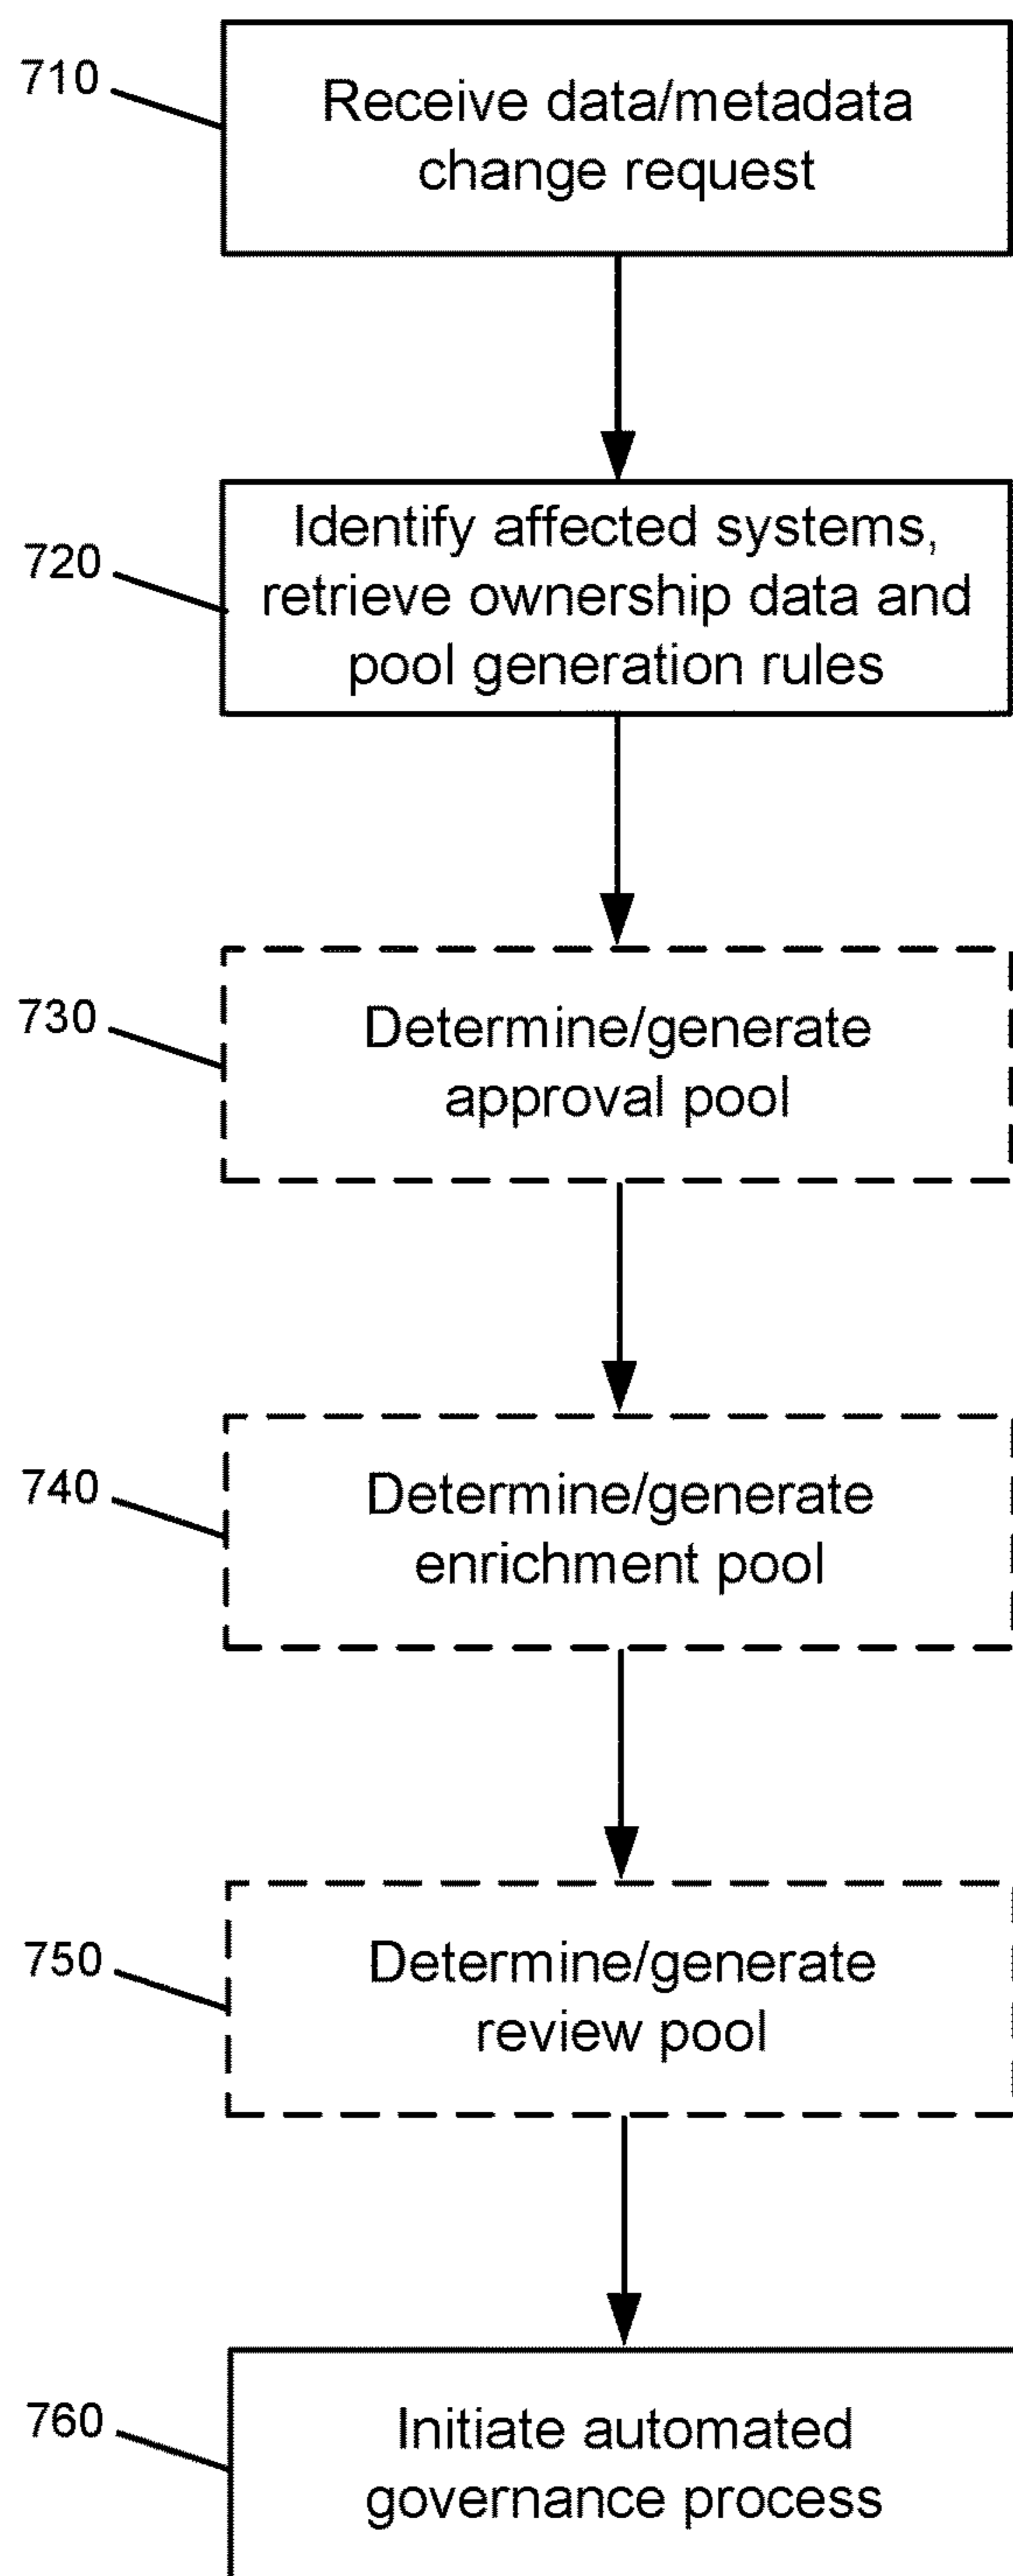 710
Receive data/metadata
change request
720
Identify affected systems,
retrieve ownership data and
pool generation rules
730
Determine/generate
approval pool
740
Determine/generate
enrichment pool
750
Determine/generate
review pool
760
Initiate automated
governance process